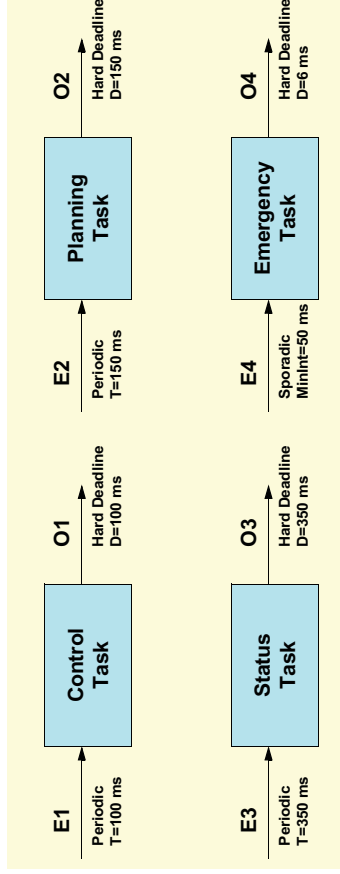 E1
Periodic
T=100 ms
Control
Task
O1
Hard Deadline
D=100 ms
E2
Periodic
T=150 ms
Planning
Task
O2
Hard Deadline
D=150 ms
E3
Periodic
T=350 ms
Status
Task
O3
Hard Deadline
D=350 ms
E4
Sporadic
MinInt=50 ms
Emergency
Task
O4
Hard Deadline
D=6 ms